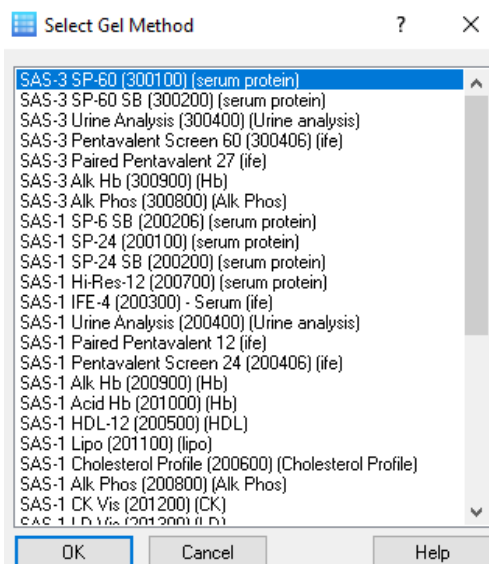 Select Gel Method ?
SAS-3 SP-60 (300100) (serum protein)
SAS-3 SP-60 SB (300200) (serum protein)
SAS-3 Urine Analysis (300400) (Urine analysis)
SAS-3 Pentavalent Screen 60 (300406) (ife)
SAS-3 Paired Pentavalent 27 (ife)
SAS-3 Alk Hb (300900) (Hb)
SAS-3 Alk Phos (300800) (Alk Phos)
SAS-1 SP-6 SB (200206) (serum protein)
SAS-1 SP-24 (200100) (serum protein)
SAS-1 SP-24 SB (200200) (serum protein)
SAS-1 Hi-Res-12 (200700) (serum protein)
SAS-1 IFE-4 (200300) - Serum (ife)
SAS-1 Urine Analysis (200400) (Urine analysis)
SAS-1 Paired Pentavalent 12 (ife)
SAS-1 Pentavalent Screen 24 (200406) (ife)
SAS-1 Alk Hb (200900) (Hb)
SAS-1 Acid Hb (201000) (Hb)
SAS-1 HDL-12 (200500) (HDL)
SAS-1 Lipo (201100) (lipo)
SAS-1 Cholesterol Profile (200600) (Cholesterol Profile)
SAS-1 Alk Phos (200800) (Alk Phos)
SAS-1 CK Vis (201200) (CK)
SAS-1 LD Vis (201300) (LD)
OK Cancel Help